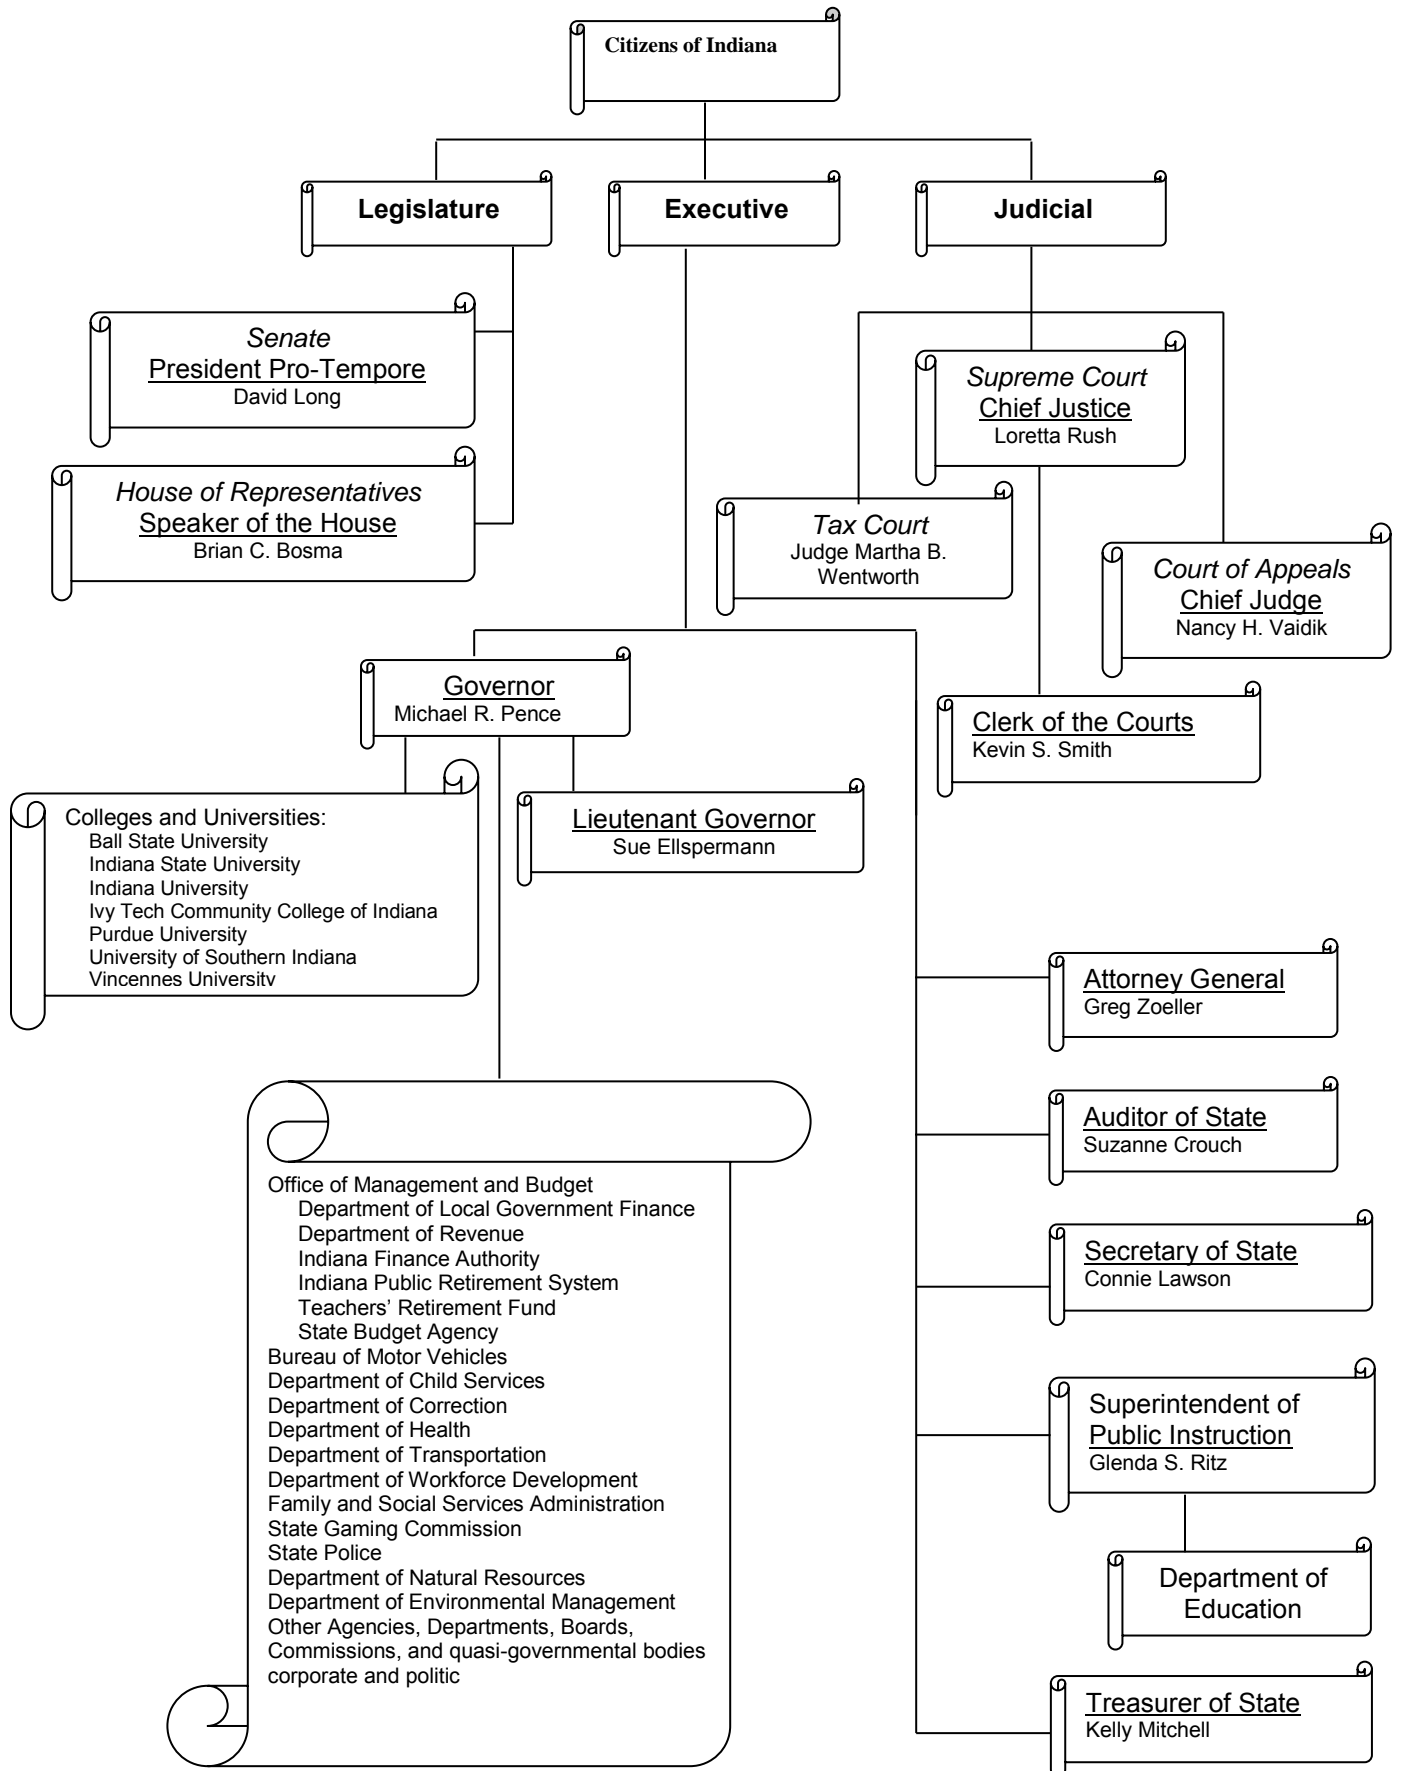 Citizens of Indiana
Legislature
Executive
Judicial
Senate
President Pro-Tempore
David Long
House of Representatives
Speaker of the House
Brian C. Bosma
Supreme Court
Chief Justice
Loretta Rush
Tax Court
Judge Martha B.
Wentworth
Court of Appeals
Chief Judge
Nancy H. Vaidik
Clerk of the Courts
Kevin S. Smith
Governor
Michael R. Pence
Lieutenant Governor
Sue Ellspermann
Colleges and Universities:
Ball State University
Indiana State University
Indiana University
Ivy Tech Community College of Indiana
Purdue University
University of Southern Indiana
Vincennes University
Office of Management and Budget
Department of Local Government Finance
Department of Revenue
Indiana Finance Authority
Indiana Public Retirement System
Teachers’ Retirement Fund
State Budget Agency
Bureau of Motor Vehicles
Department of Child Services
Department of Correction
Department of Health
Department of Transportation
Department of Workforce Development
Family and Social Services Administration
State Gaming Commission
State Police
Department of Natural Resources
Department of Environmental Management
Other Agencies, Departments, Boards,
Commissions, and quasi-governmental bodies
corporate and politic
Attorney General
Greg Zoeller
Auditor of State
Suzanne Crouch
Secretary of State
Connie Lawson
Superintendent of
Public Instruction
Glenda S. Ritz
Department of
Education
Treasurer of State
Kelly Mitchell